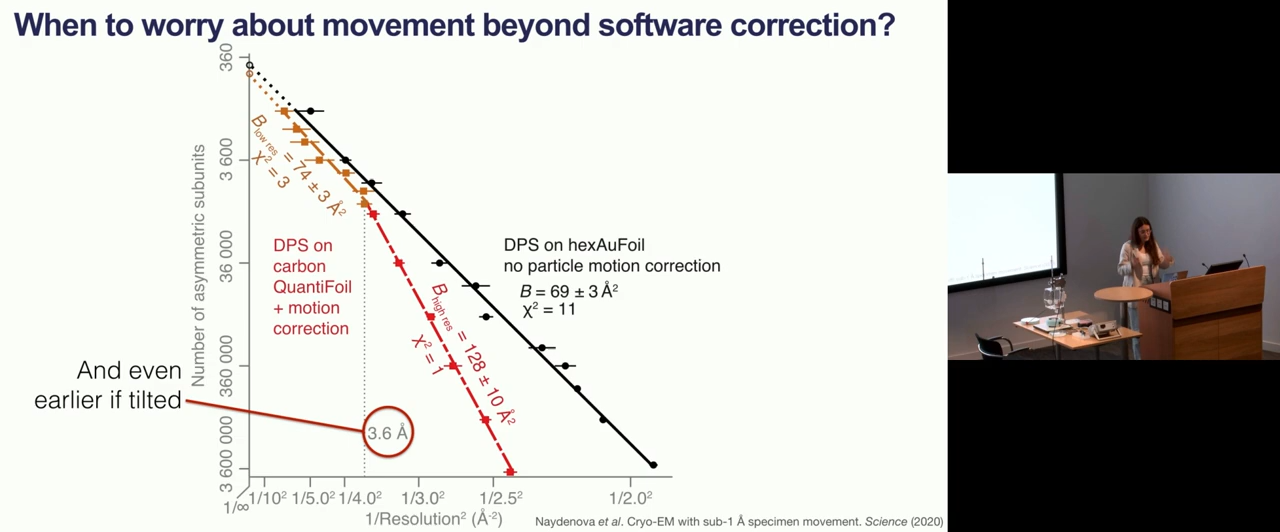 When to worry about movement beyond software correction?
360
3 600
36 000
360 000
3 600 000
Number of asymmetric subunits
B low res = 74 ± 3 Å²
χ² = 3
DPS on
carbon
QuantiFoil
+ motion
correction
B high res = 128 ± 10 Å²
χ² = 1
DPS on hexAuFoil
no particle motion correction
B = 69 ± 3 Å²
χ² = 11
And even
earlier if tilted
3.6 Å
1/∞ 1/10² 1/5.0² 1/4.0² 1/3.0² 1/2.5² 1/2.0²
1/Resolution² (Å⁻²)
Naydenova et al. Cryo-EM with sub-1 Å specimen movement. Science (2020)